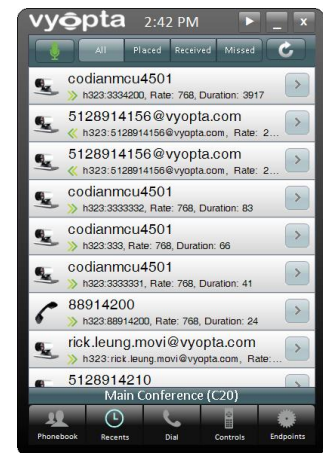 vyopta 2:42 PM x
All Placed Received Missed
codianmcu4501
h323:3334200, Rate: 768, Duration: 3917
5128914156@vyopta.com
h323:5128914156@vyopta.com, Rate: 2...
5128914156@vyopta.com
h323:5128914156@vyopta.com, Rate: 2...
codianmcu4501
h323:3333332, Rate: 768, Duration: 83
codianmcu4501
h323:333, Rate: 768, Duration: 66
codianmcu4501
h323:3333331, Rate: 768, Duration: 41
88914200
h323:88914200, Rate: 768, Duration: 24
rick.leung.movi@vyopta.com
h323:rick.leung.movi@vyopta.com, Rate:...
5128914210
Main Conference (C20)
Phonebook Recents Dial Controls Endpoints